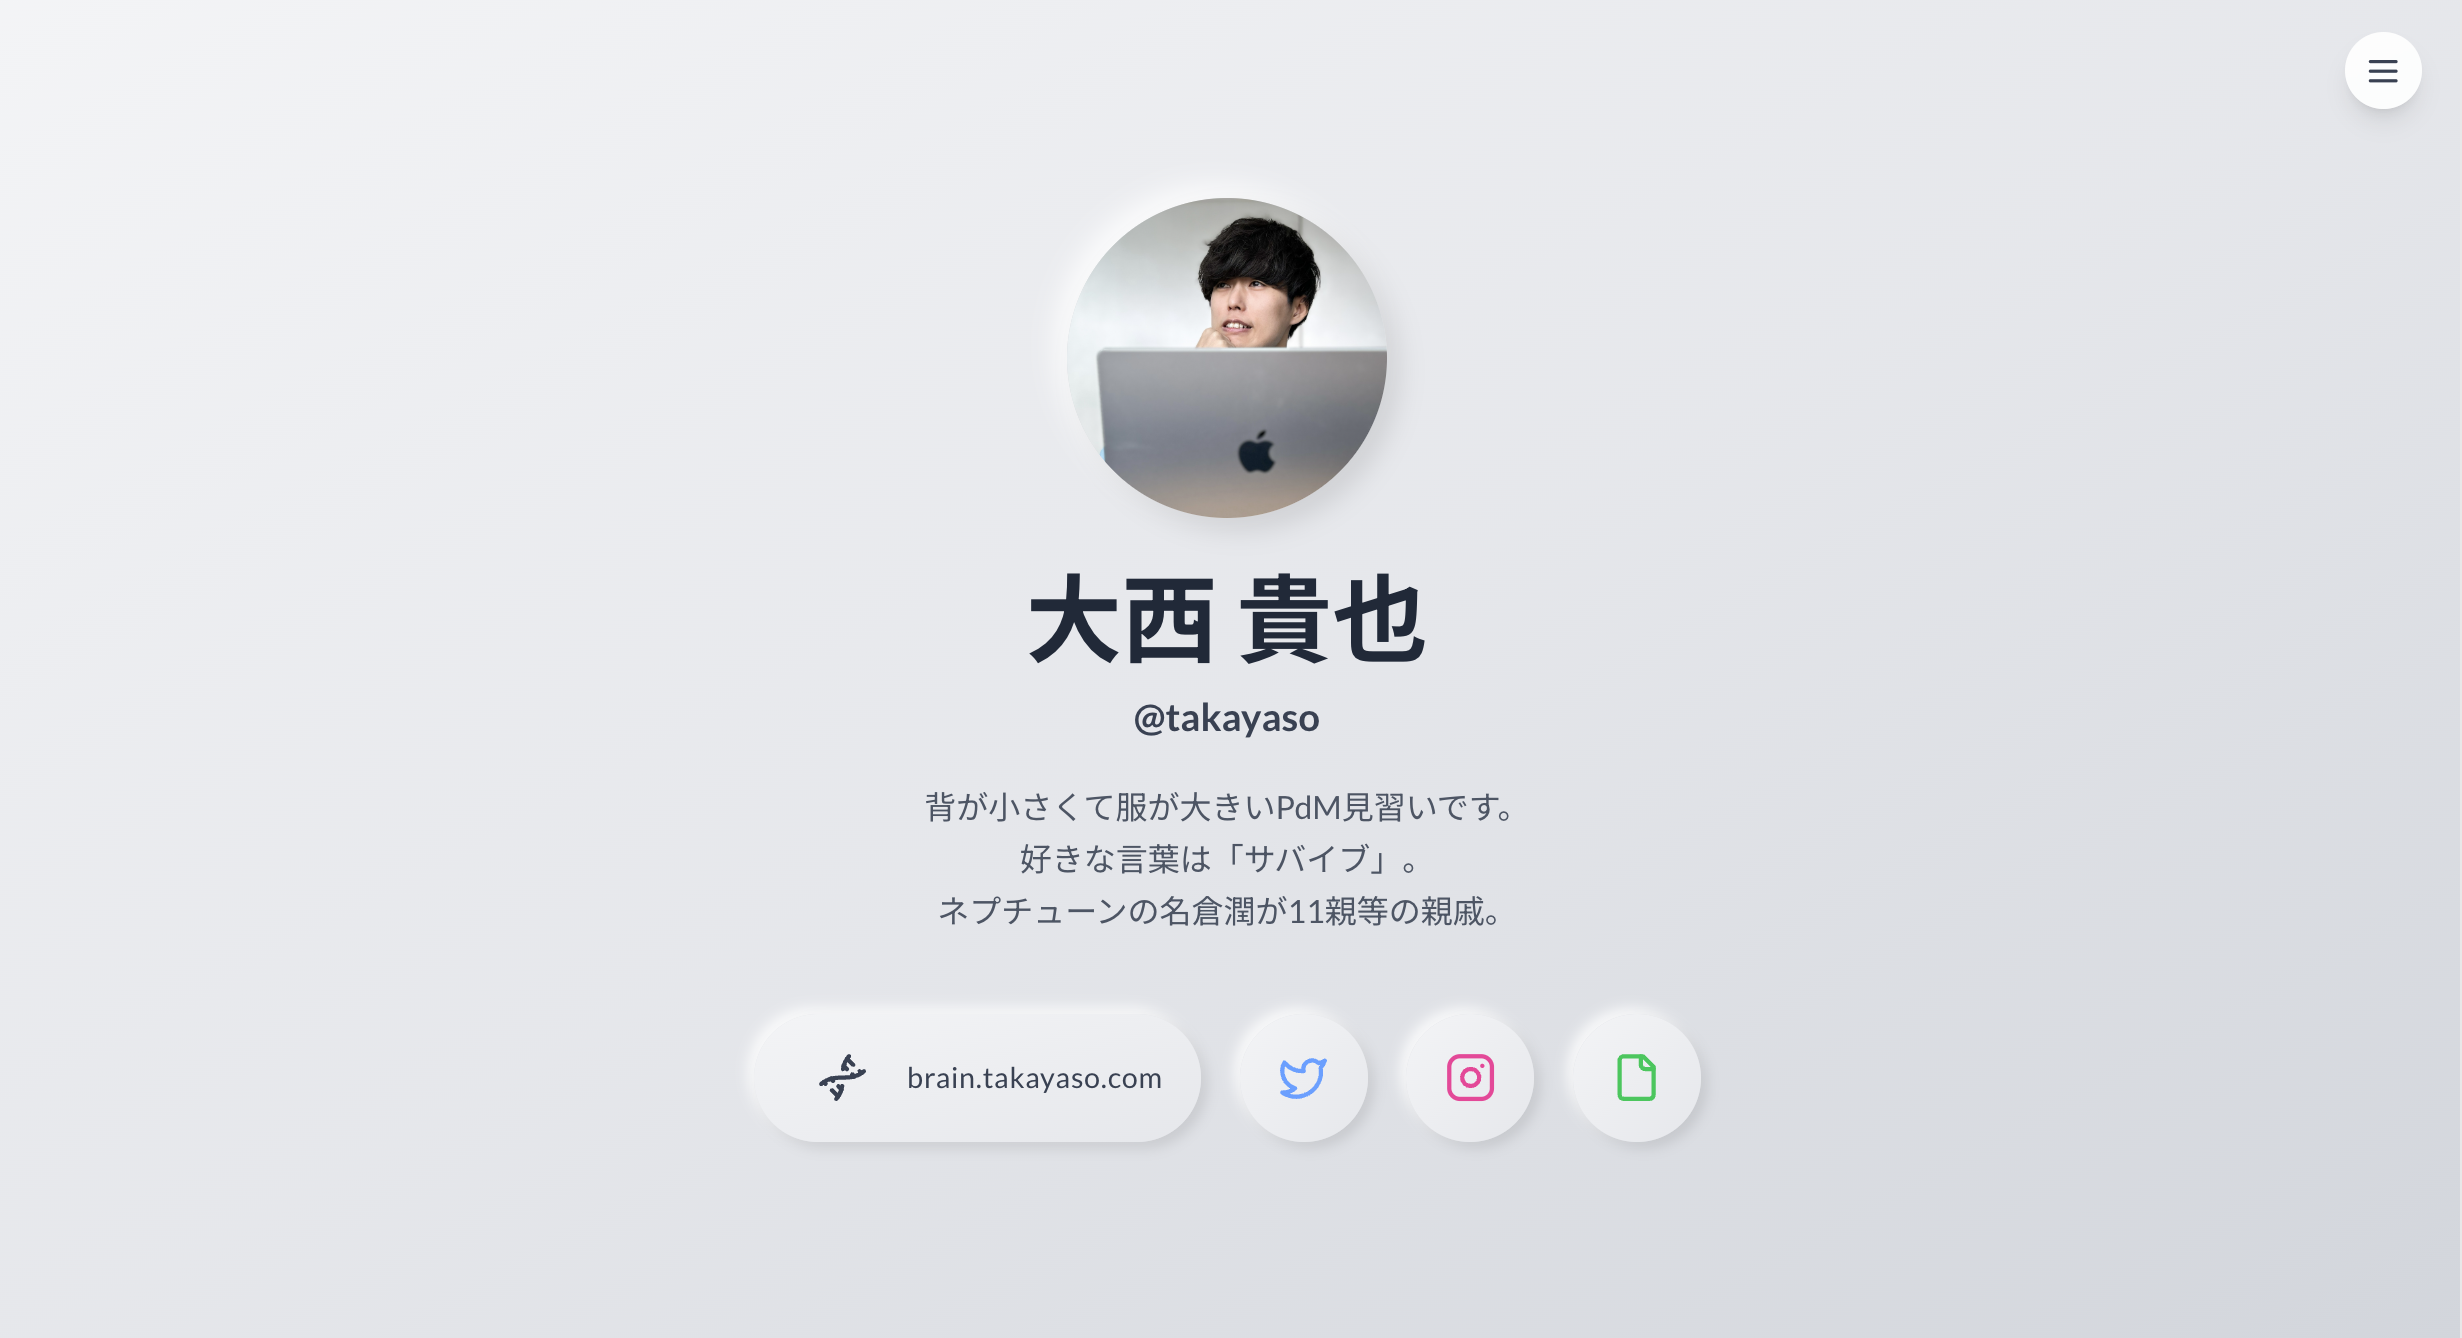 大西 貴也
@takayaso
背が小さくて服が大きいPdM見習いです。
好きな言葉は「サバイブ」。
ネプチューンの名倉潤が11親等の親戚。
brain.takayaso.com